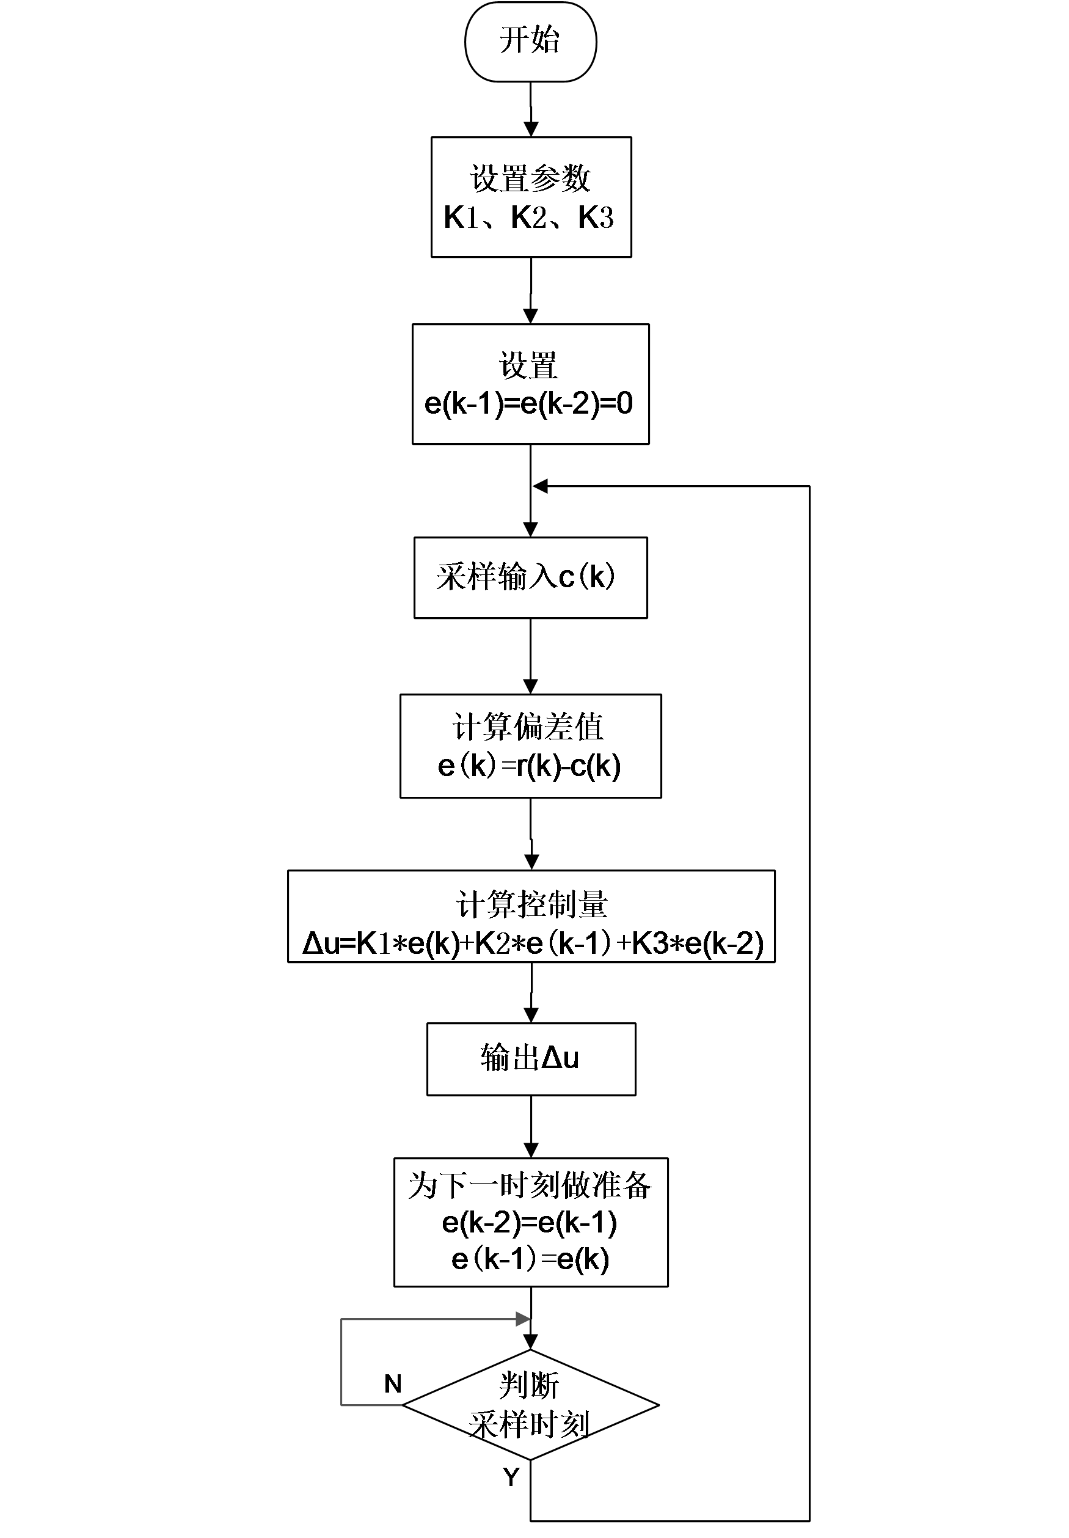 开始
设置参数
K1、K2、K3
设置
e(k-1)=e(k-2)=0
采样输入c(k)
计算偏差值
e(k)=r(k)-c(k)
计算控制量
Δu=K1*e(k)+K2*e(k-1)+K3*e(k-2)
输出Δu
为下一时刻做准备
e(k-2)=e(k-1)
e(k-1)=e(k)
N
判断
采样时刻
Y